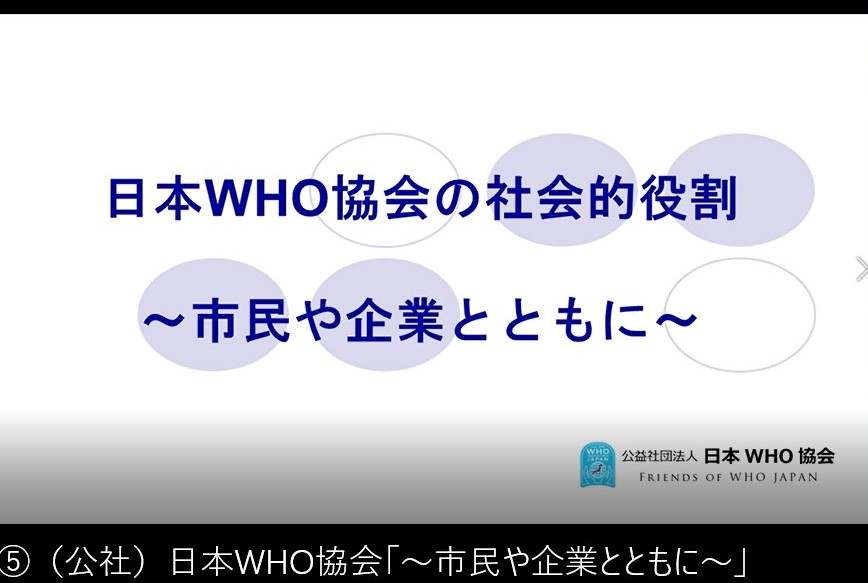 日本WHO協会の社会的役割
～市民や企業とともに～
WHO
JAPAN
公益社団法人 日本 WHO 協会
FRIENDS OF WHO JAPAN
⑤（公社）日本WHO協会「～市民や企業とともに～」